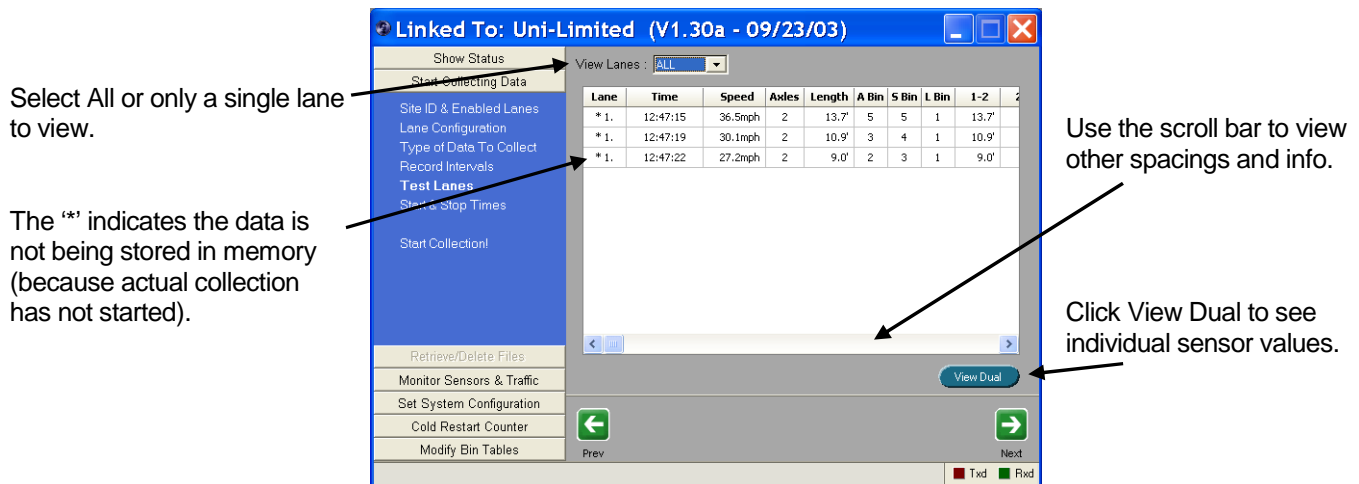 Linked To: Uni-Limited (V1.30a - 09/23/03)
Show Status
Start Collecting Data
Site ID & Enabled Lanes
Lane Configuration
Type of Data To Collect
Record Intervals
Test Lanes
Start & Stop Times
Start Collection!
Retrieve/Delete Files
Monitor Sensors & Traffic
Set System Configuration
Cold Restart Counter
Modify Bin Tables
View Lanes : ALL
Lane Time Speed Axles Length A Bin S Bin L Bin 1-2 2
* 1. 12:47:15 36.5mph 2 13.7' 5 5 1 13.7'
* 1. 12:47:19 30.1mph 2 10.9' 3 4 1 10.9'
* 1. 12:47:22 27.2mph 2 9.0' 2 3 1 9.0'
View Dual
Prev
Next
Txd Rxd
Select All or only a single lane
to view.
The ‘*’ indicates the data is
not being stored in memory
(because actual collection
has not started).
Use the scroll bar to view
other spacings and info.
Click View Dual to see
individual sensor values.